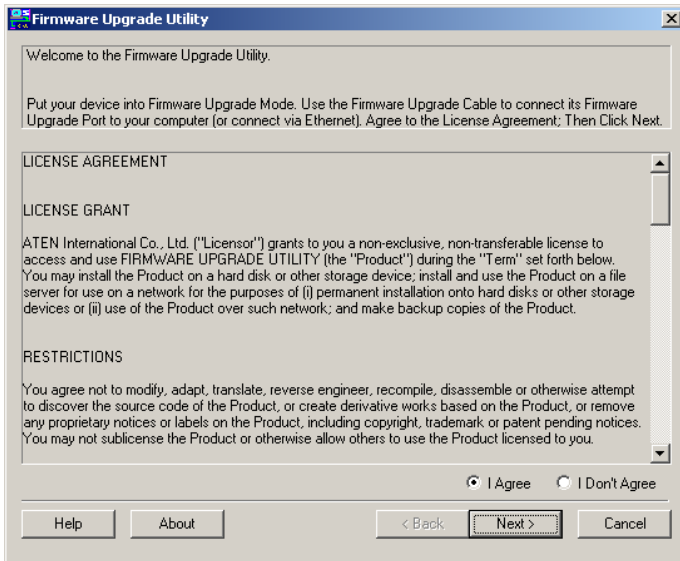 Firmware Upgrade Utility
Welcome to the Firmware Upgrade Utility.
Put your device into Firmware Upgrade Mode. Use the Firmware Upgrade Cable to connect its Firmware
Upgrade Port to your computer (or connect via Ethernet). Agree to the License Agreement; Then Click Next.
LICENSE AGREEMENT
LICENSE GRANT
ATEN International Co., Ltd. ("Licensor") grants to you a non-exclusive, non-transferable license to
access and use FIRMWARE UPGRADE UTILITY (the "Product") during the "Term" set forth below.
You may install the Product on a hard disk or other storage device; install and use the Product on a file
server for use on a network for the purposes of (i) permanent installation onto hard disks or other storage
devices or (ii) use of the Product over such network; and make backup copies of the Product.
RESTRICTIONS
You agree not to modify, adapt, translate, reverse engineer, recompile, disassemble or otherwise attempt
to discover the source code of the Product, or create derivative works based on the Product, or remove
any proprietary notices or labels on the Product, including copyright, trademark or patent pending notices.
You may not sublicense the Product or otherwise allow others to use the Product licensed to you.
I Agree I Don't Agree
Help About < Back Next > Cancel